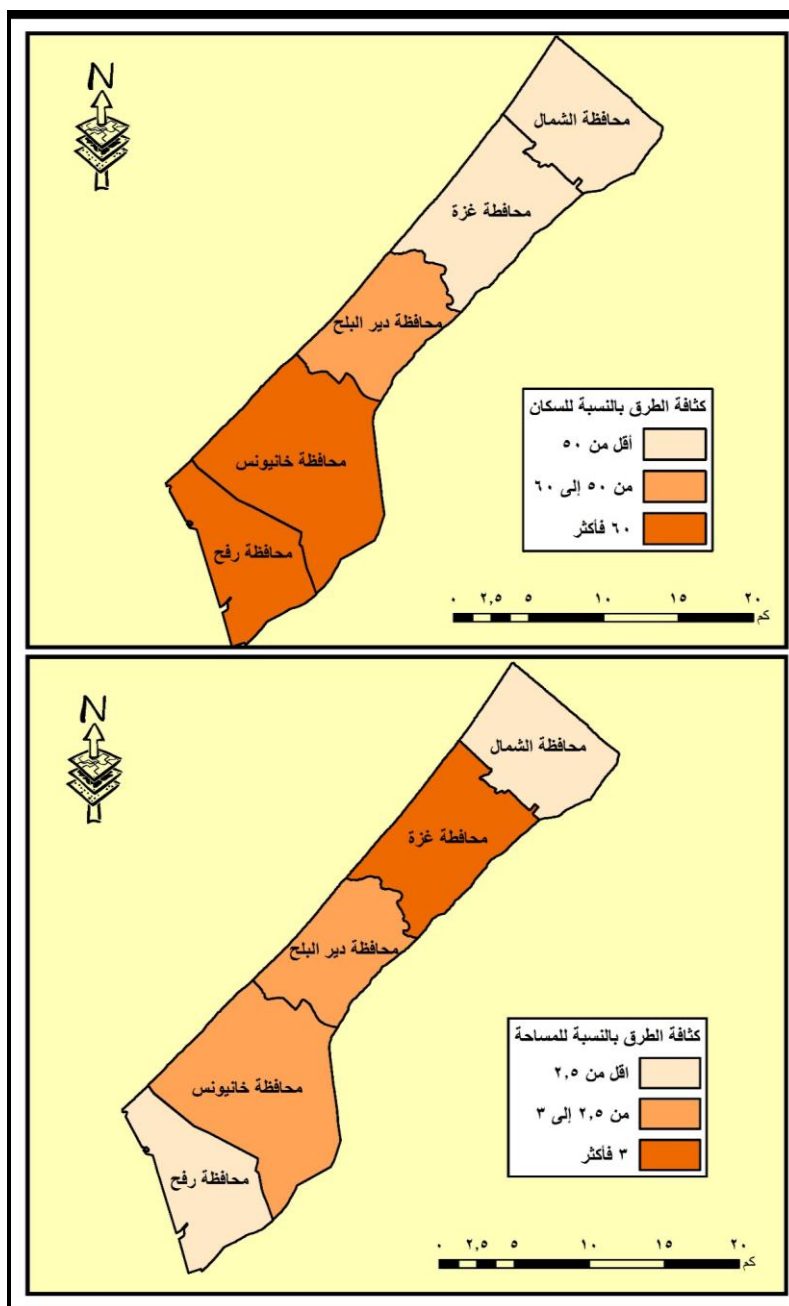 N
محافظة الشمال
محافطة غزة
محافظة دير البلح
محافظة خانيونس
محافظة رفح
كثافة الطرق بالنسبة للسكان
أقل من ٥٠
من ٥٠ إلى ٦٠
٦٠ فأكثر
٠ ٢,٥ ٥ ١٠ ١٥ ٢٠
كم
N
محافظة الشمال
محافطة غزة
محافظة دير البلح
محافظة خانيونس
محافظة رفح
كثافة الطرق بالنسبة للمساحة
اقل من ٢,٥
من ٢,٥ إلى ٣
٣ فأكثر
٠ ٢,٥ ٥ ١٠ ١٥ ٢٠
كم